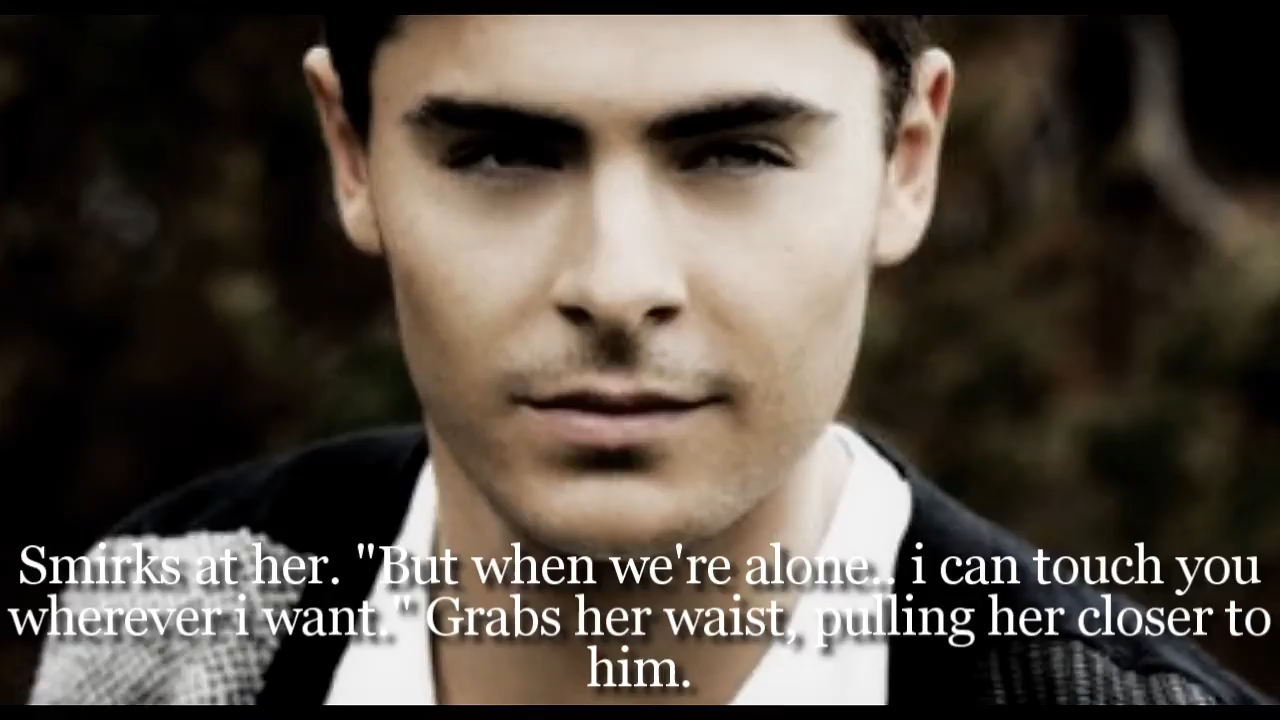 Smirks at her. "But when we're alone.. i can touch you
wherever i want." Grabs her waist, pulling her closer to
him.